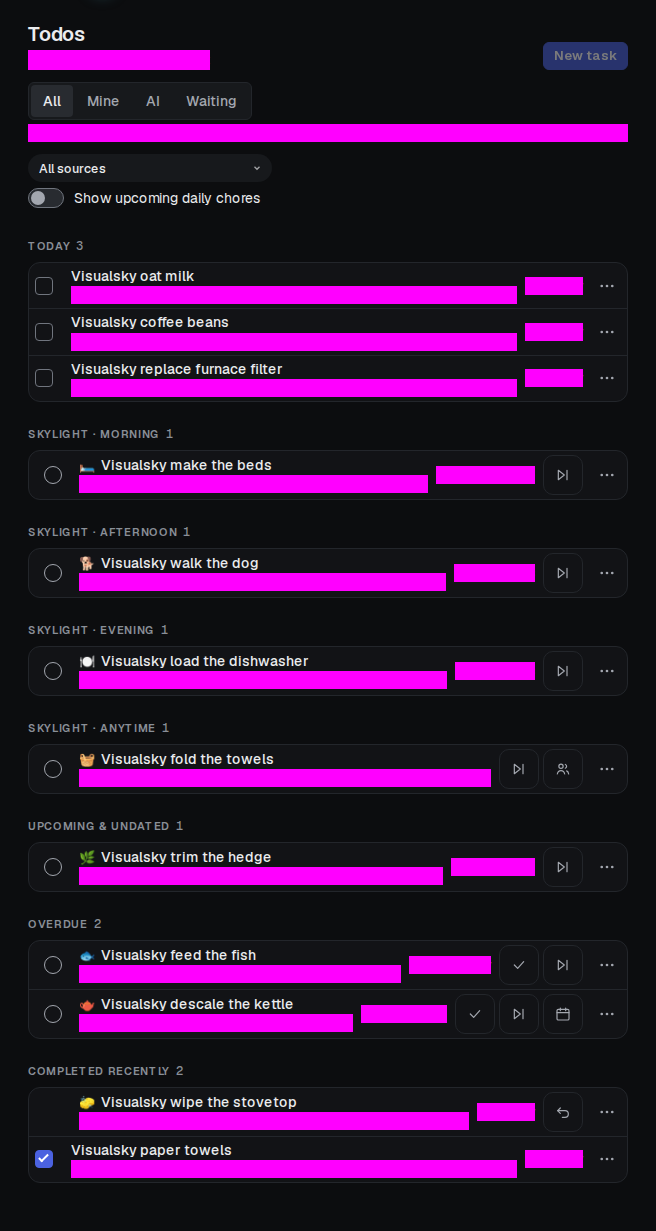 Todos
New task
All Mine AI Waiting
All sources
Show upcoming daily chores
TODAY 3
Visualsky oat milk
Visualsky coffee beans
Visualsky replace furnace filter
SKYLIGHT · MORNING 1
Visualsky make the beds
SKYLIGHT · AFTERNOON 1
Visualsky walk the dog
SKYLIGHT · EVENING 1
Visualsky load the dishwasher
SKYLIGHT · ANYTIME 1
Visualsky fold the towels
UPCOMING & UNDATED 1
Visualsky trim the hedge
OVERDUE 2
Visualsky feed the fish
Visualsky descale the kettle
COMPLETED RECENTLY 2
Visualsky wipe the stovetop
Visualsky paper towels